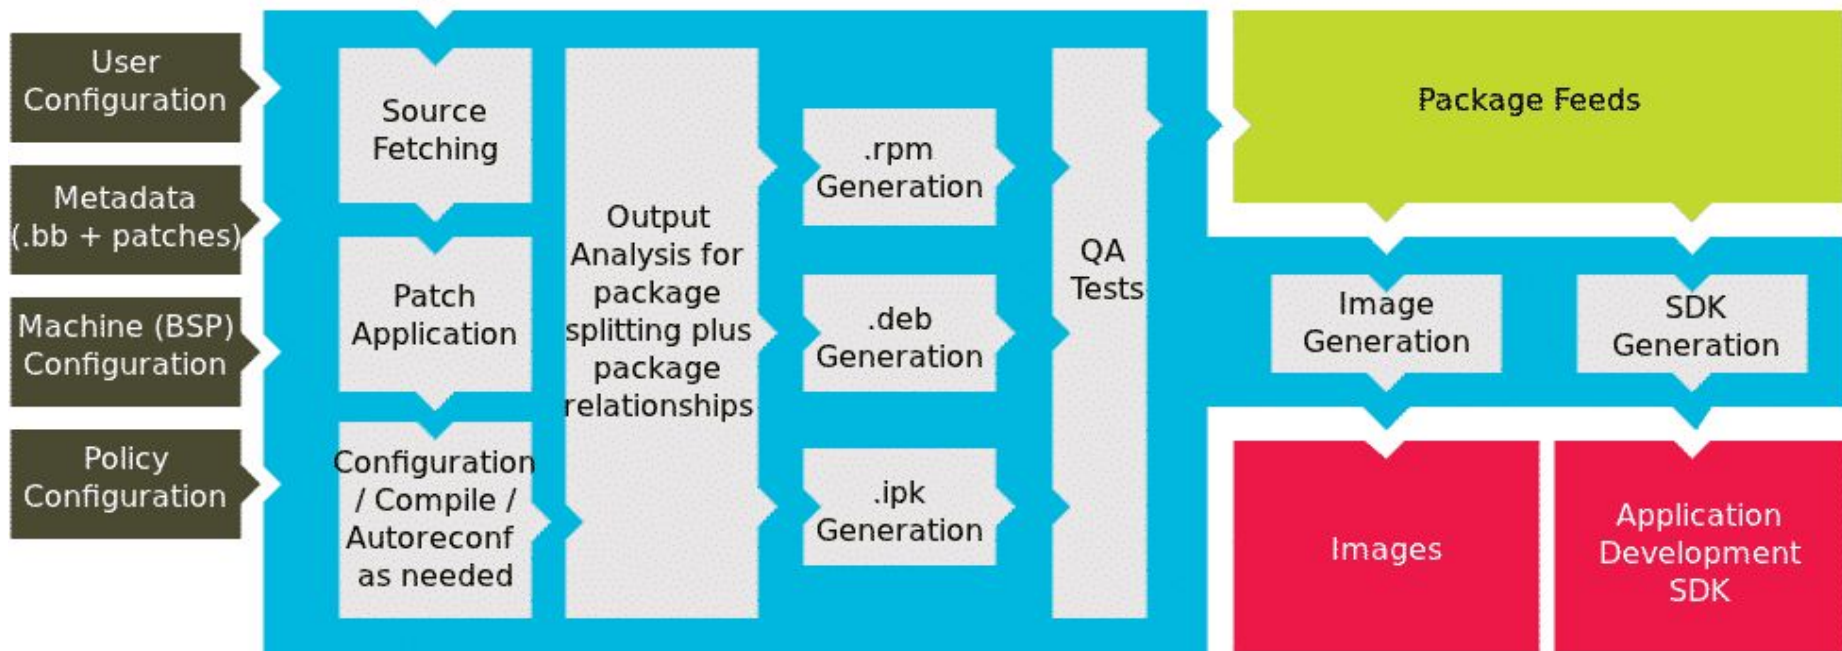 User
Configuration
Metadata
(.bb + patches)
Machine (BSP)
Configuration
Policy
Configuration
Source
Fetching
Patch
Application
Configuration
/ Compile /
Autoreconf
as needed
Output
Analysis for
package
splitting plus
package
relationships
.rpm
Generation
.deb
Generation
.ipk
Generation
QA
Tests
Package Feeds
Image
Generation
SDK
Generation
Images
Application
Development
SDK